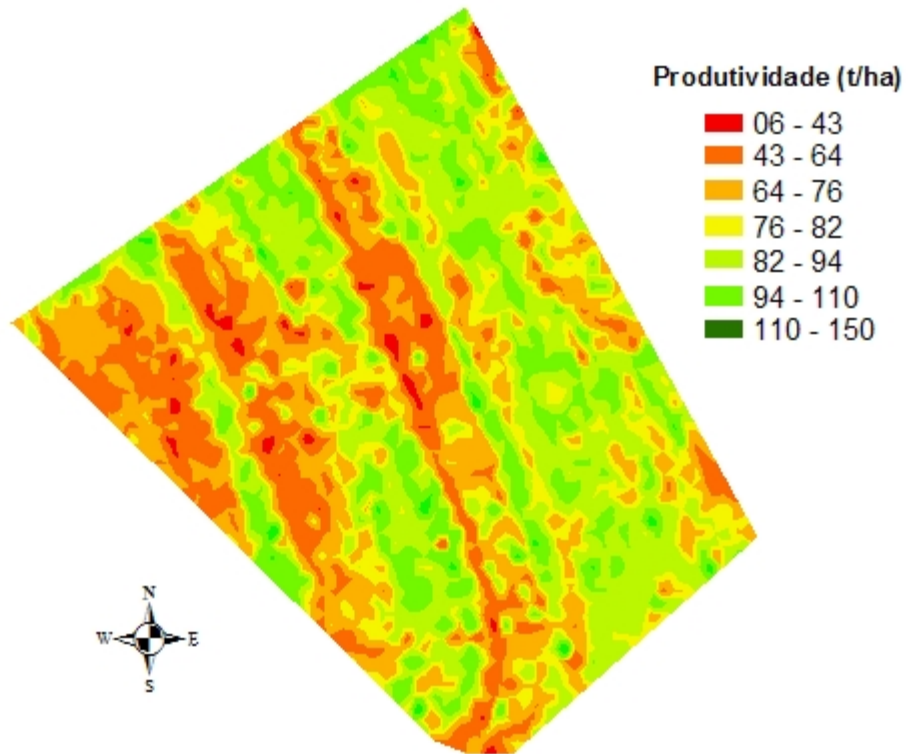 Produtividade (t/ha)
06 - 43
43 - 64
64 - 76
76 - 82
82 - 94
94 - 110
110 - 150
N
W E
S